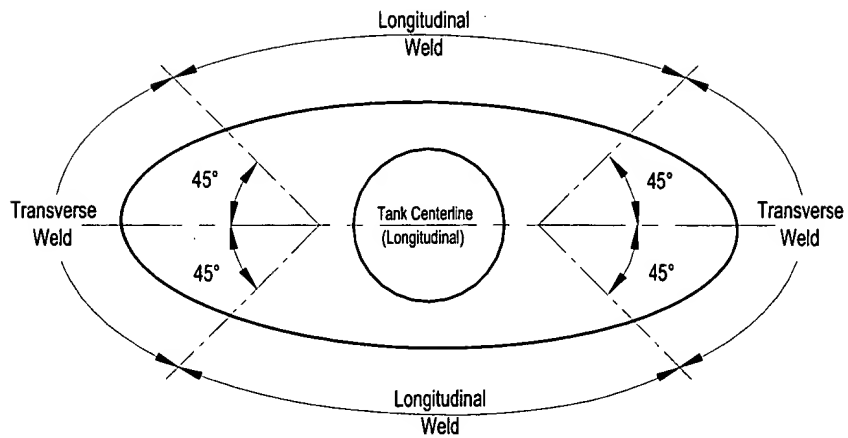 Longitudinal
Weld
45°
45°
Transverse
Weld
Tank Centerline
(Longitudinal)
Transverse
Weld
45°
45°
Longitudinal
Weld